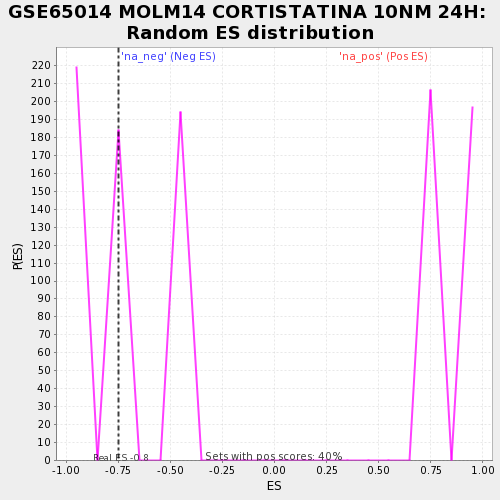 GSE65014 MOLM14 CORTISTATINA 10NM 24H:
Random ES distribution
'na_neg' (Neg ES)
'na_pos' (Pos ES)
220
210
200
190
180
170
160
150
140
130
120
110
100
90
80
70
60
50
40
30
20
10
0
P(ES)
Real ES -0.8
Sets with pos scores: 40%
-1.00 -0.75 -0.50 -0.25 0.00 0.25 0.50 0.75 1.00
ES